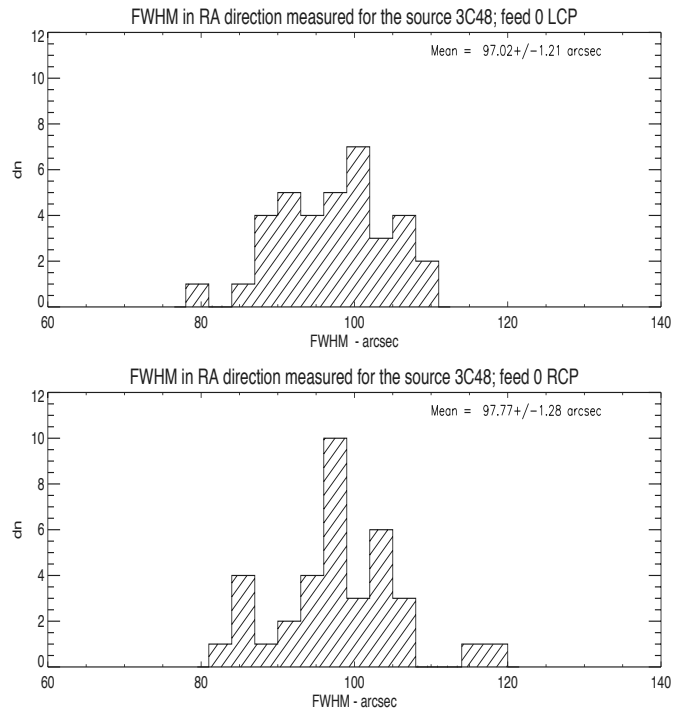 FWHM in RA direction measured for the source 3C48; feed 0 LCP
Mean = 97.02+/-1.21 arcsec
12
10
8
6
4
2
0
dn
60 80 100 120 140
FWHM - arcsec
FWHM in RA direction measured for the source 3C48; feed 0 RCP
Mean = 97.77+/-1.28 arcsec
12
10
8
6
4
2
0
dn
60 80 100 120 140
FWHM - arcsec